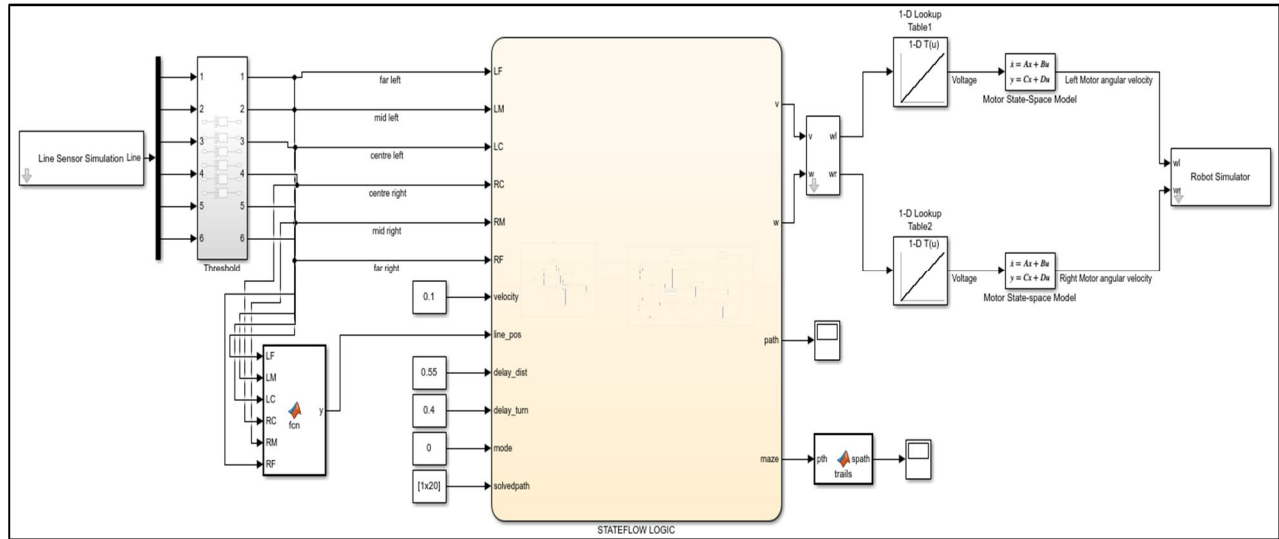 Line Sensor Simulation Line
1 1
2 2
3 3
4 4
5 5
6 6
Threshold
far left
mid left
centre left
centre right
mid right
far right
LF
LM
LC
RC
RM
RF
fcn
y
0.1
0.55
0.4
0
[1x20]
LF
LM
LC
RC
RM
RF
velocity
line_pos
delay_dist
delay_turn
mode
solvedpath
v
w
path
maze
STATEFLOW LOGIC
v wl
w wr
pth spath
trails
1-D Lookup
Table1
1-D T(u)
Voltage
ẋ = Ax + Bu
y = Cx + Du
Motor State-Space Model
Left Motor angular velocity
1-D Lookup
Table2
1-D T(u)
Voltage
ẋ = Ax + Bu
y = Cx + Du
Motor State-space Model
Right Motor angular velocity
wl
wr
Robot Simulator